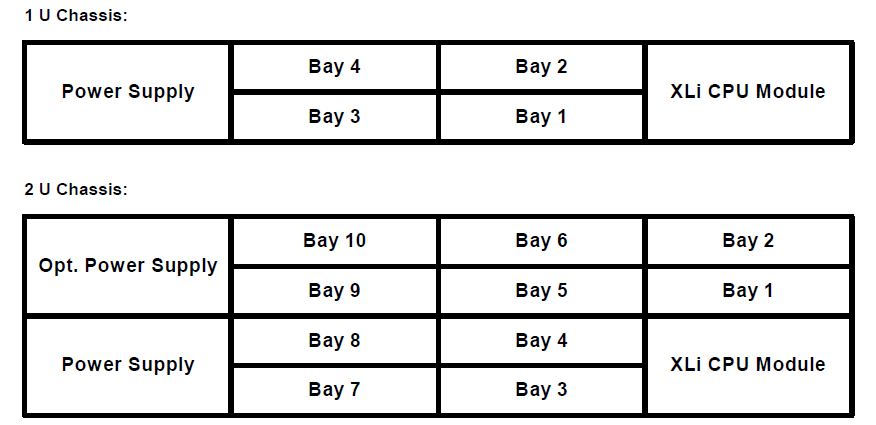 1 U Chassis:
Power Supply
Bay 4
Bay 2
XLi CPU Module
Bay 3
Bay 1
2 U Chassis:
Opt. Power Supply
Bay 10
Bay 6
Bay 2
Bay 9
Bay 5
Bay 1
Power Supply
Bay 8
Bay 4
XLi CPU Module
Bay 7
Bay 3